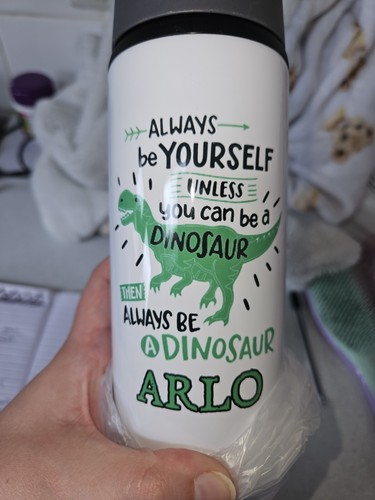 ALWAYS
be YOURSELF
UNLESS
you can be a
DINOSAUR
THEN
ALWAYS BE
A DINOSAUR
ARLO